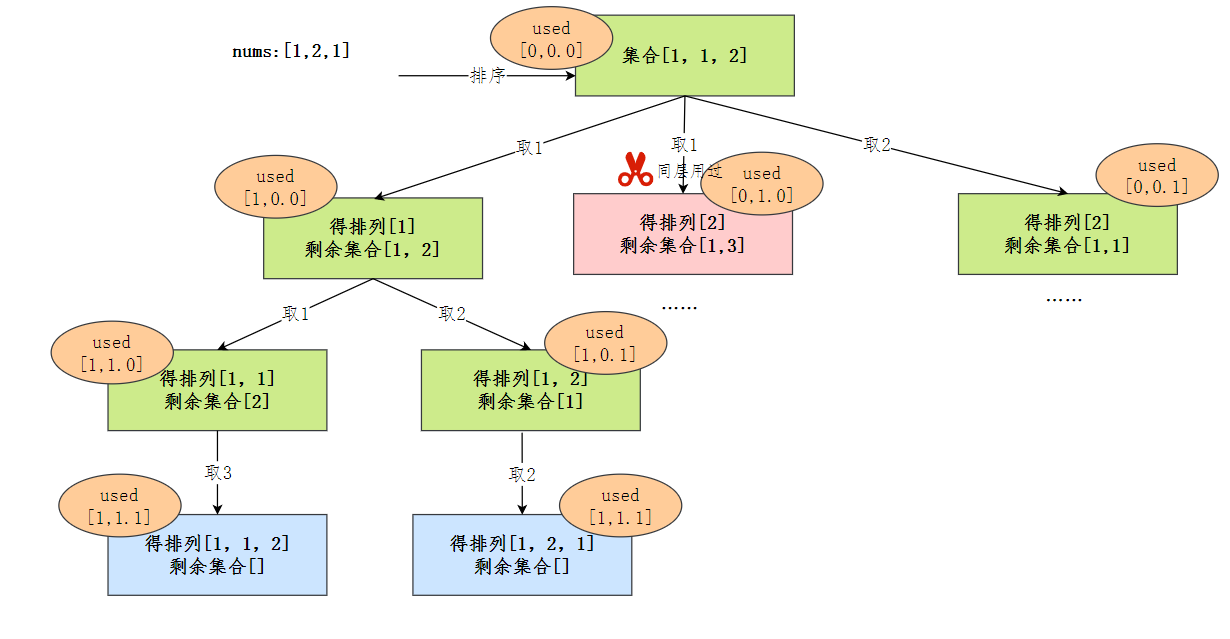 nums:[1,2,1]
used
[0,0.0]
集合[1, 1, 2]
排序
取1
取1
取2
同层用过
used
[1,0.0]
得排列[1]
剩余集合[1, 2]
used
[0,1.0]
得排列[2]
剩余集合[1,3]
used
[0,0.1]
得排列[2]
剩余集合[1,1]
……
……
取1
取2
used
[1,1.0]
得排列[1, 1]
剩余集合[2]
used
[1,0.1]
得排列[1, 2]
剩余集合[1]
取3
取2
used
[1,1.1]
得排列[1, 1, 2]
剩余集合[]
used
[1,1.1]
得排列[1, 2, 1]
剩余集合[]